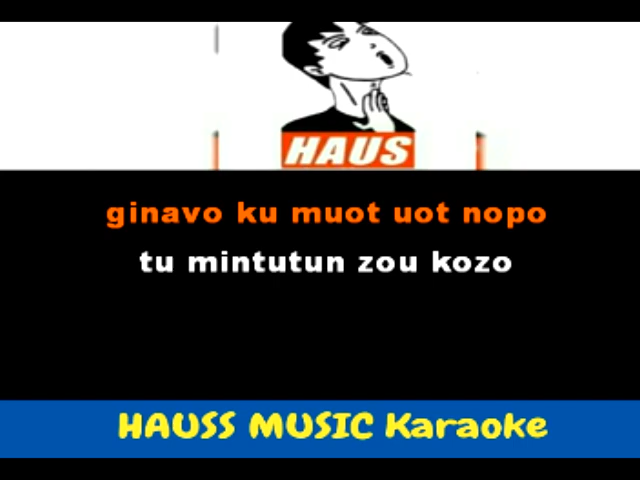 HAUS
ginavo ku muot uot nopo
tu mintutun zou kozo
HAUSS MUSIC Karaoke